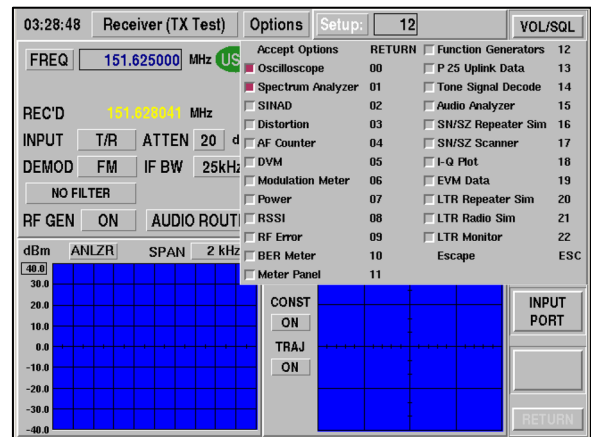 03:28:48 Receiver (TX Test) Options Setup: 12 VOL/SQL
FREQ 151.625000 MHz US
REC'D 151.628041 MHz
INPUT T/R ATTEN 20 d
DEMOD FM IF BW 25kHz
NO FILTER
RF GEN ON AUDIO ROUTI
Accept Options RETURN
Oscilloscope 00
Spectrum Analyzer 01
SINAD 02
Distortion 03
AF Counter 04
DVM 05
Modulation Meter 06
Power 07
RSSI 08
RF Error 09
BER Meter 10
Meter Panel 11
Function Generators 12
P 25 Uplink Data 13
Tone Signal Decode 14
Audio Analyzer 15
SN/SZ Repeater Sim 16
SN/SZ Scanner 17
I-Q Plot 18
EVM Data 19
LTR Repeater Sim 20
LTR Radio Sim 21
LTR Monitor 22
Escape ESC
dBm ANLZR SPAN 2 kHz
40.0
30.0
20.0
10.0
0.0
-10.0
-20.0
-30.0
-40.0
CONST
ON
TRAJ
ON
INPUT
PORT
RETURN